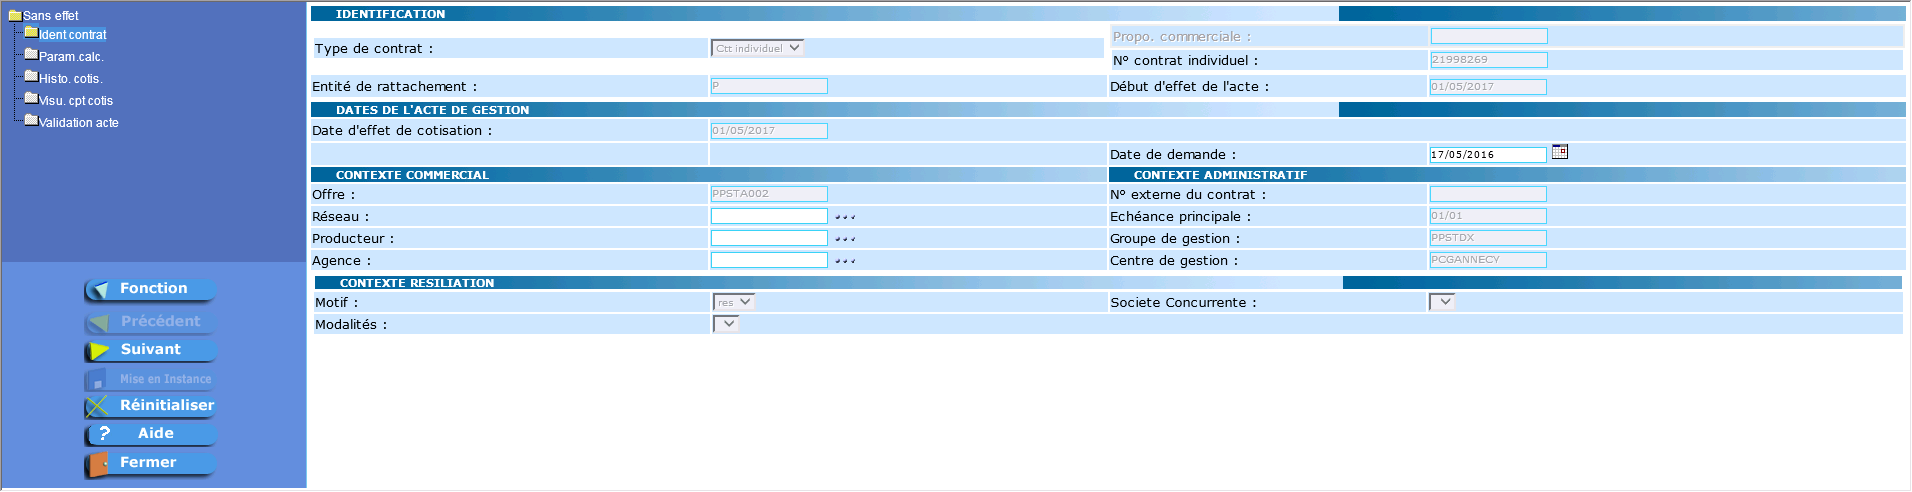 Sans effet
Ident contrat
Param.calc.
Histo. cotis.
Visu. cpt cotis
Validation acte
Fonction
Précédent
Suivant
Mise en Instance
Réinitialiser
? Aide
Fermer
IDENTIFICATION
Type de contrat : Ctt individuel
Propo. commerciale :
N° contrat individuel : 21998269
Entité de rattachement : P
Début d'effet de l'acte : 01/05/2017
DATES DE L'ACTE DE GESTION
Date d'effet de cotisation : 01/05/2017
Date de demande : 17/05/2016
CONTEXTE COMMERCIAL
CONTEXTE ADMINISTRATIF
Offre : PPSTA002
N° externe du contrat :
Réseau :
Echéance principale : 01/01
Producteur :
Groupe de gestion : PPSTDX
Agence :
Centre de gestion : PCGANNECY
CONTEXTE RESILIATION
Motif : res
Societe Concurrente :
Modalités :